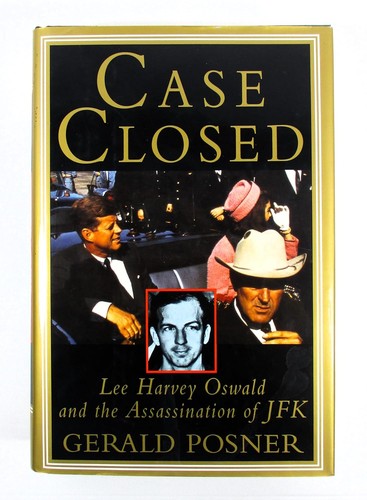 CASE
CLOSED
Lee Harvey Oswald
and the Assassination of JFK
GERALD POSNER